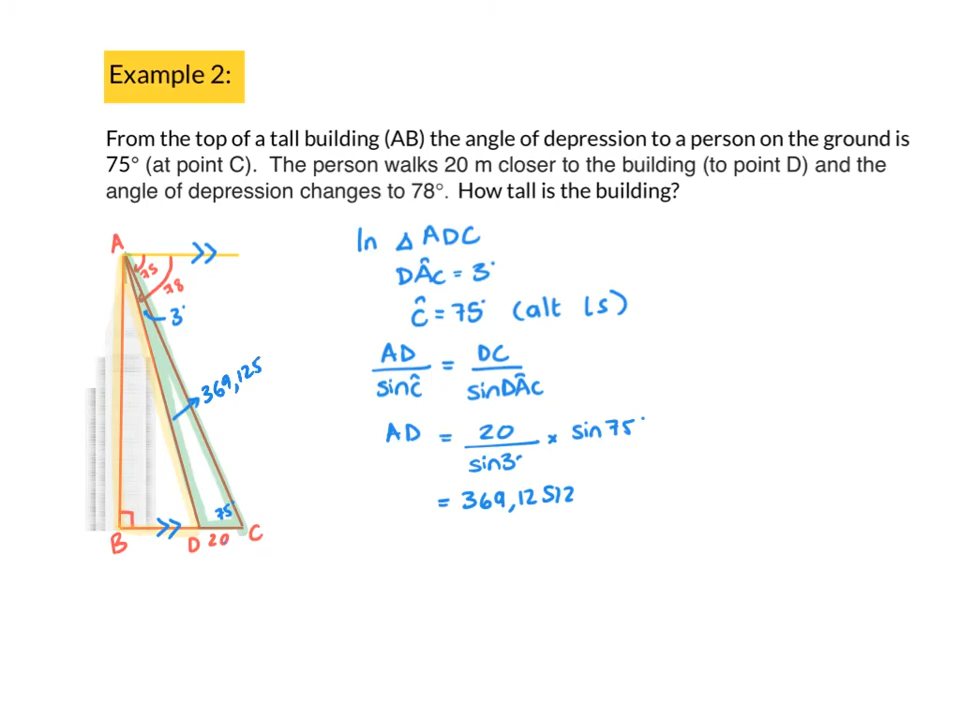 Example 2:
From the top of a tall building (AB) the angle of depression to a person on the ground is
75° (at point C). The person walks 20 m closer to the building (to point D) and the
angle of depression changes to 78°. How tall is the building?
A
75
78
3°
369,125
75°
B
D 20 C
In △ ADC
DÂC = 3°
Ĉ = 75° (alt ∠s)
AD / sinĈ = DC / sinDÂC
AD = 20 / sin3° × sin75°
= 369,12512